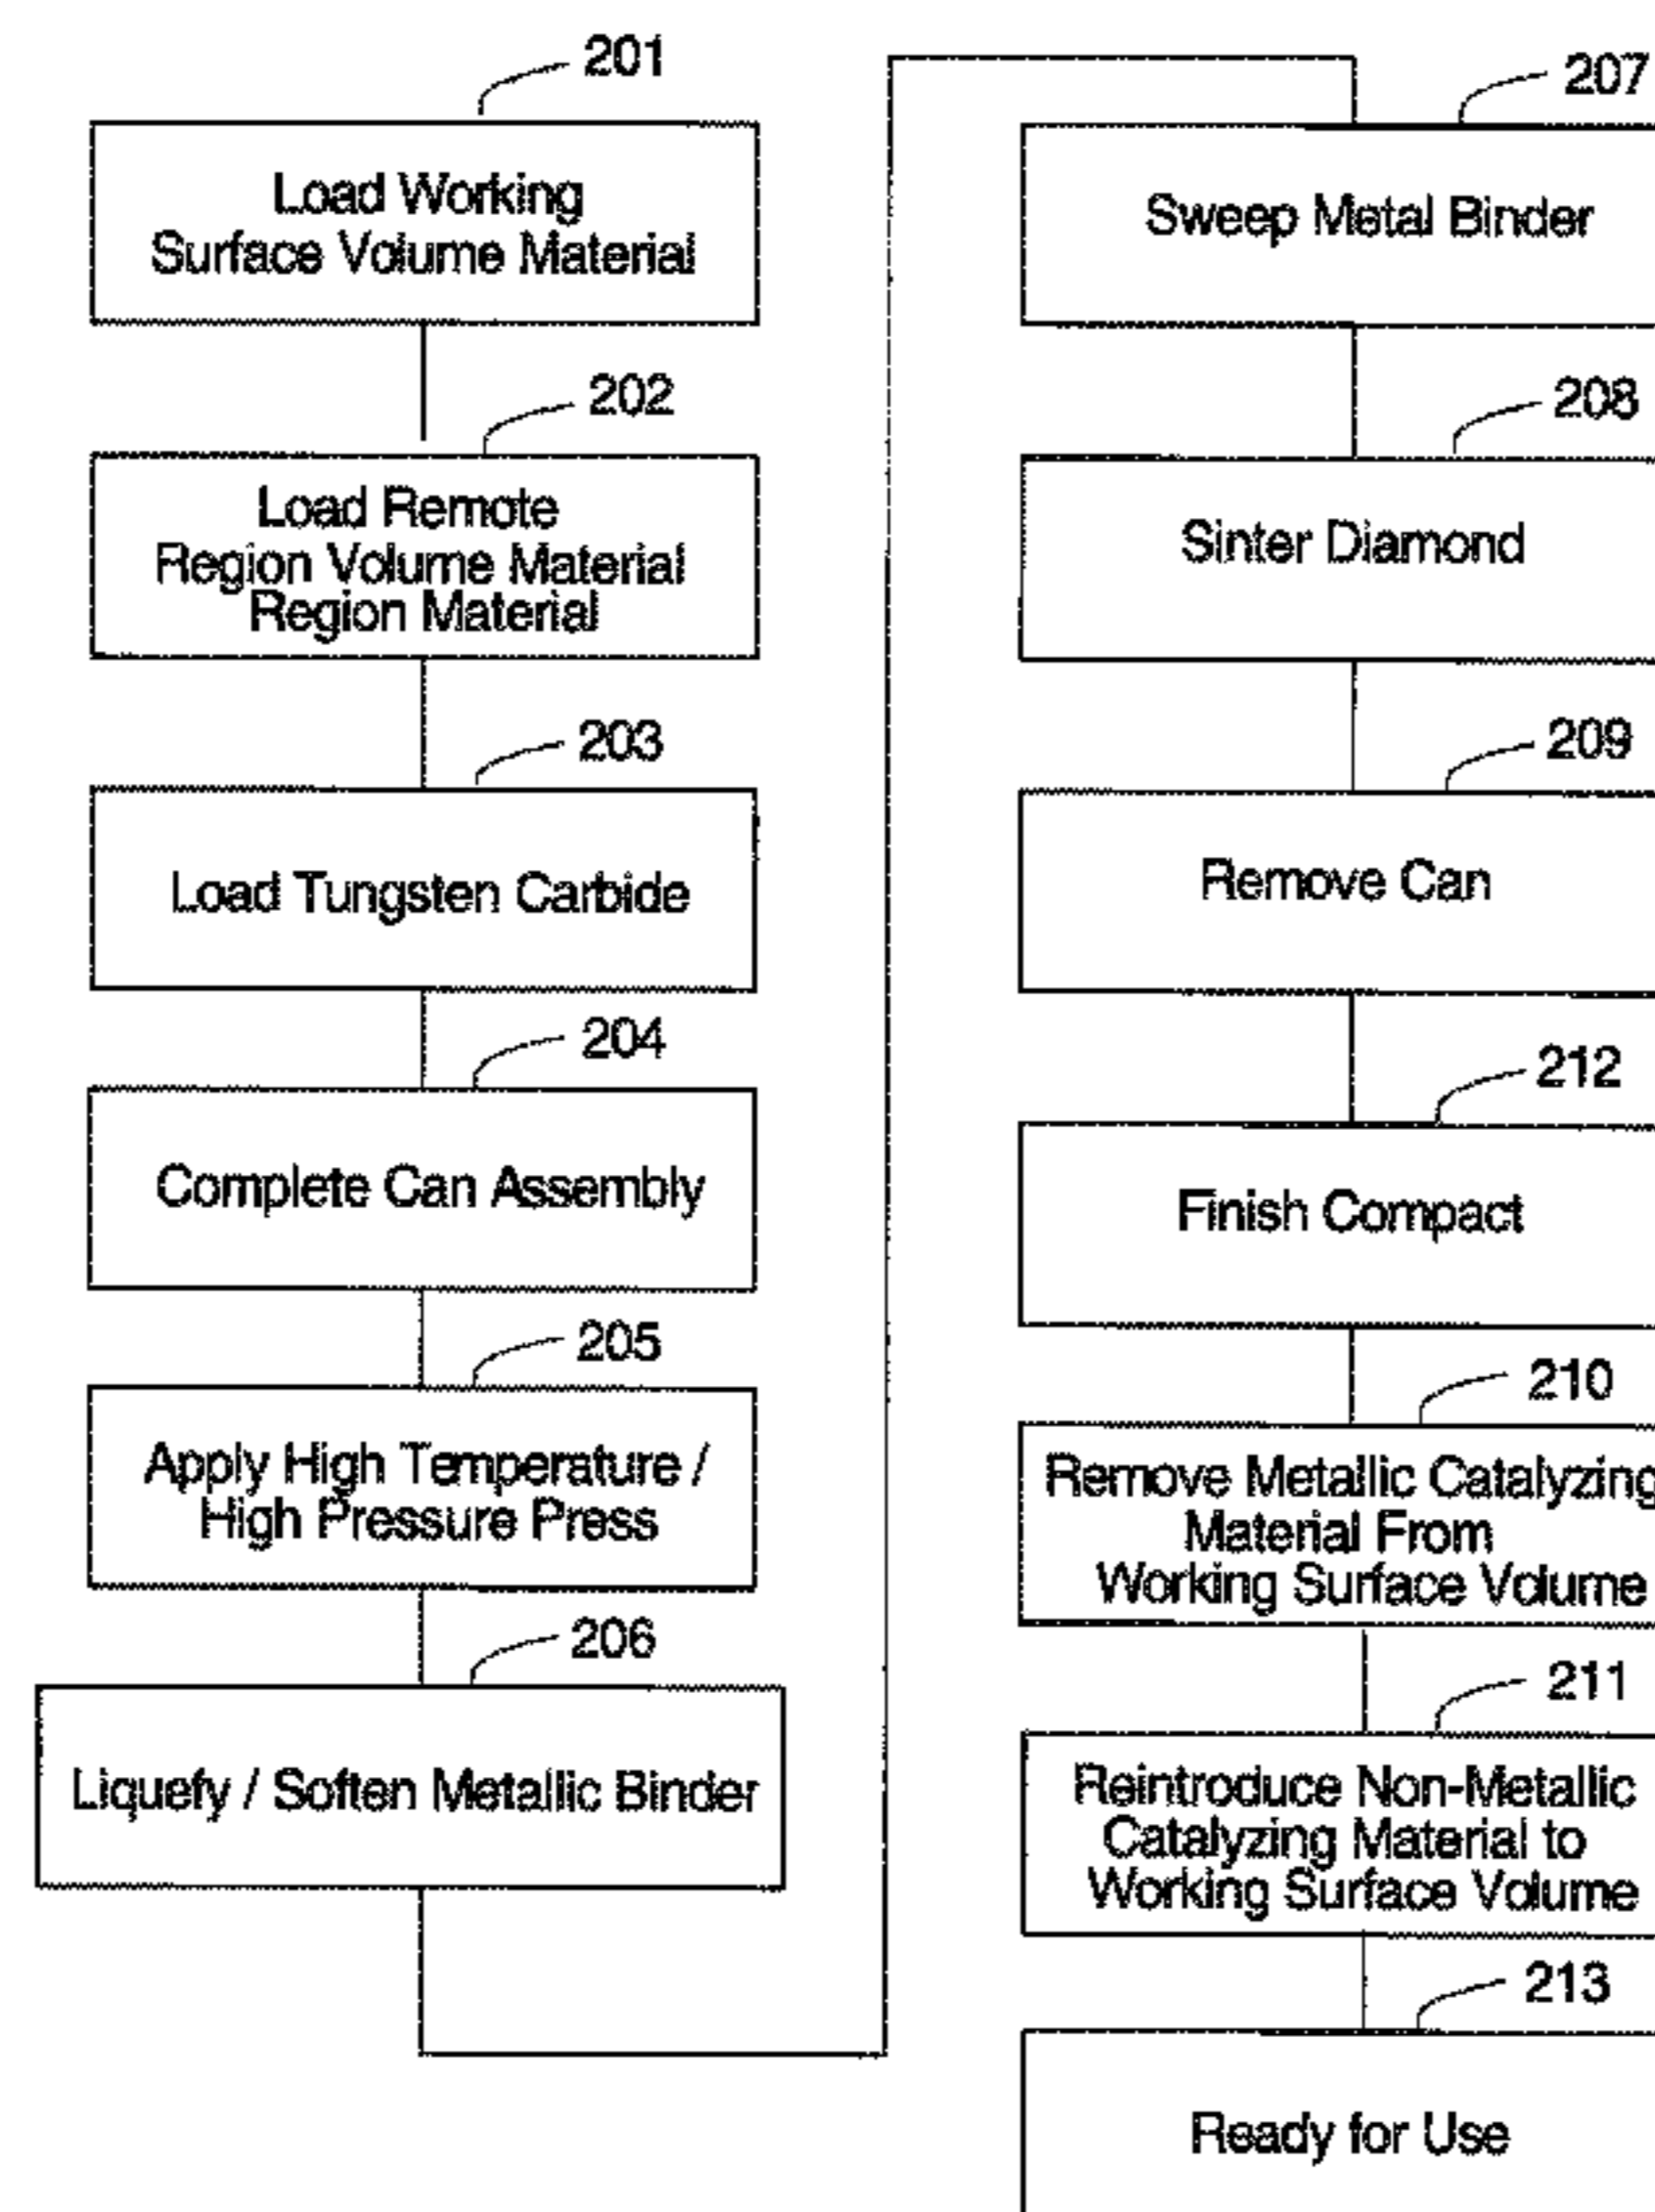 201
Load Working
Surface Volume Material
202
Load Remote
Region Volume Material
Region Material
203
Load Tungsten Carbide
204
Complete Can Assembly
205
Apply High Temperature /
High Pressure Press
206
Liquefy / Soften Metallic Binder
207
Sweep Metal Binder
208
Sinter Diamond
209
Remove Can
212
Finish Compact
210
Remove Metallic Catalyzing
Material From
Working Surface Volume
211
Reintroduce Non-Metallic
Catalyzing Material to
Working Surface Volume
213
Ready for Use